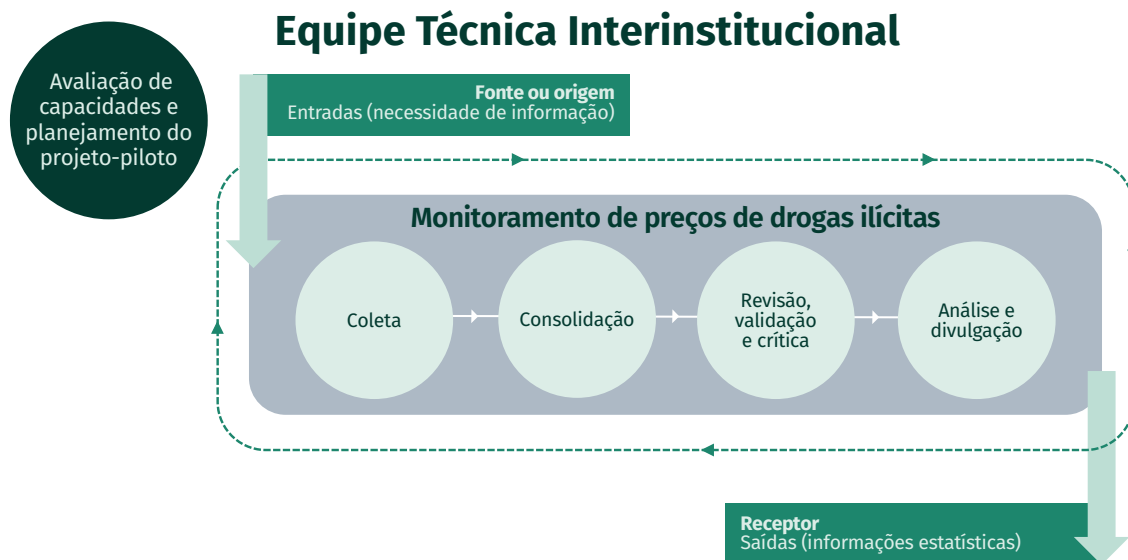 Equipe Técnica Interinstitucional
Avaliação de
capacidades e
planejamento do
projeto-piloto
Fonte ou origem
Entradas (necessidade de informação)
Monitoramento de preços de drogas ilícitas
Coleta
Consolidação
Revisão,
validação
e crítica
Análise e
divulgação
Receptor
Saídas (informações estatísticas)